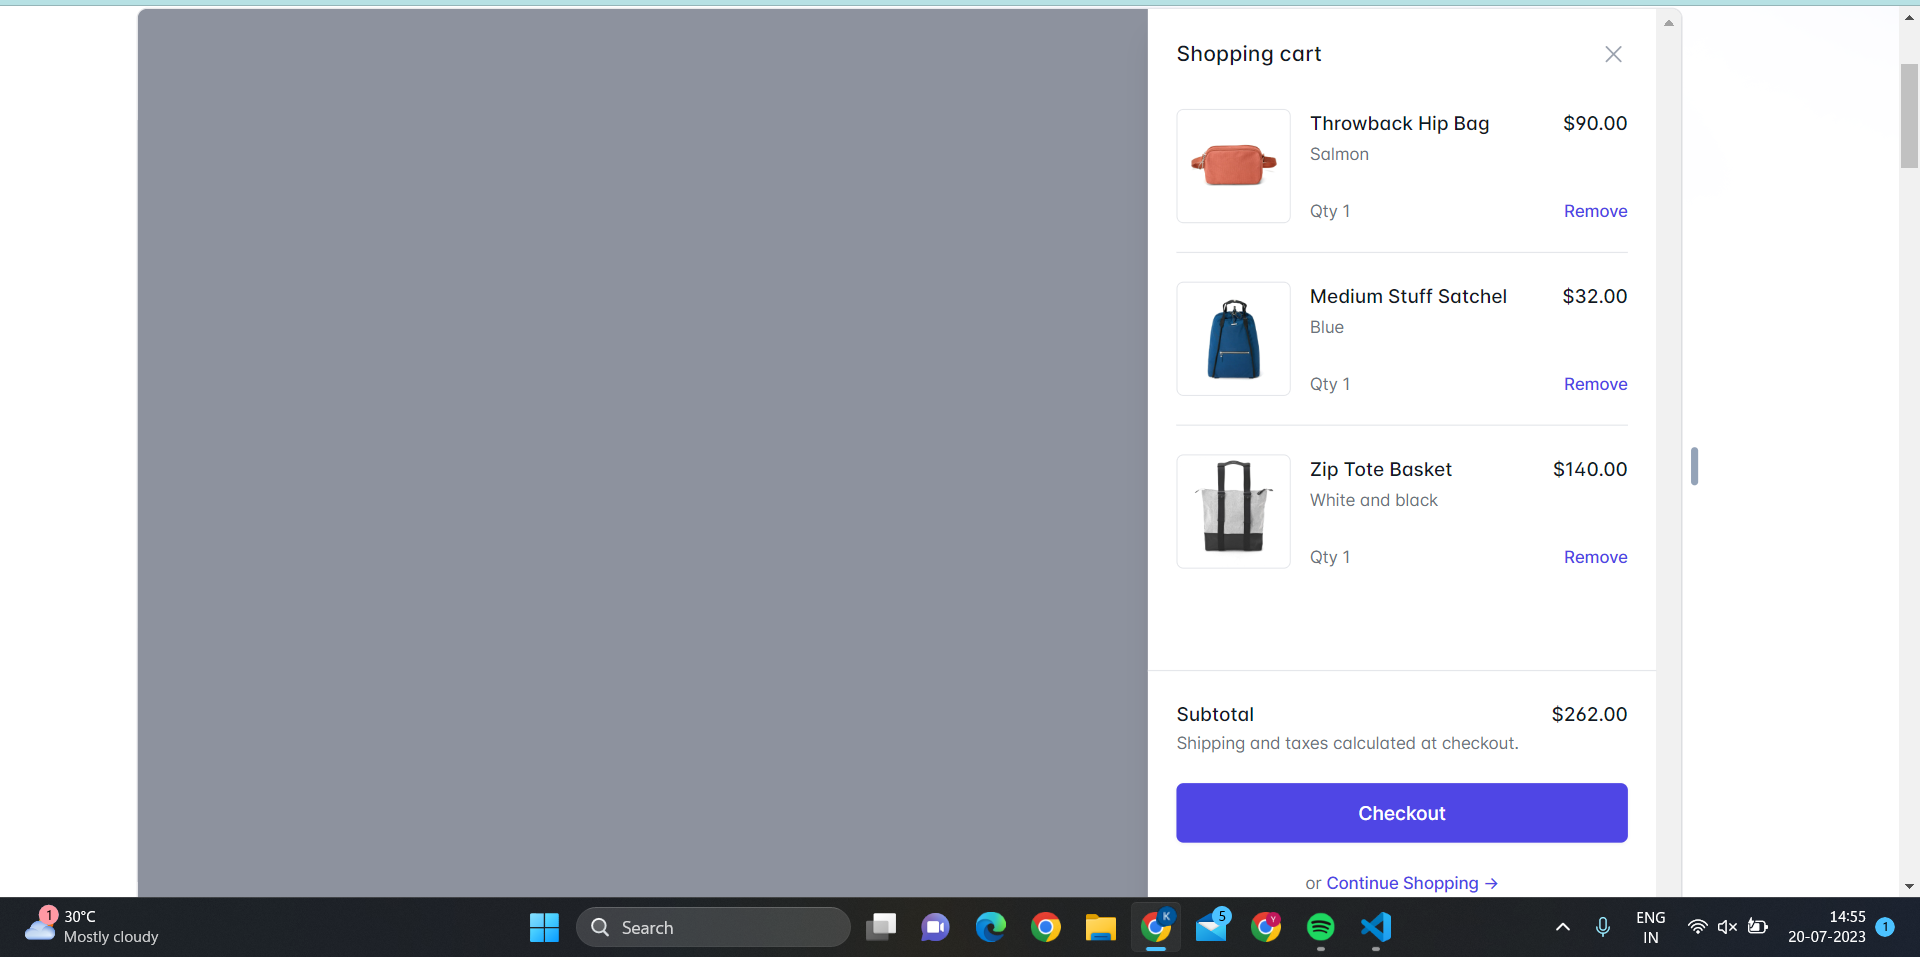 Shopping cart
Throwback Hip Bag $90.00
Salmon
Qty 1 Remove
Medium Stuff Satchel $32.00
Blue
Qty 1 Remove
Zip Tote Basket $140.00
White and black
Qty 1 Remove
Subtotal $262.00
Shipping and taxes calculated at checkout.
Checkout
or Continue Shopping →
1
30°C
Mostly cloudy
Search
K
5
Y
ENG
IN
14:55
20-07-2023
1